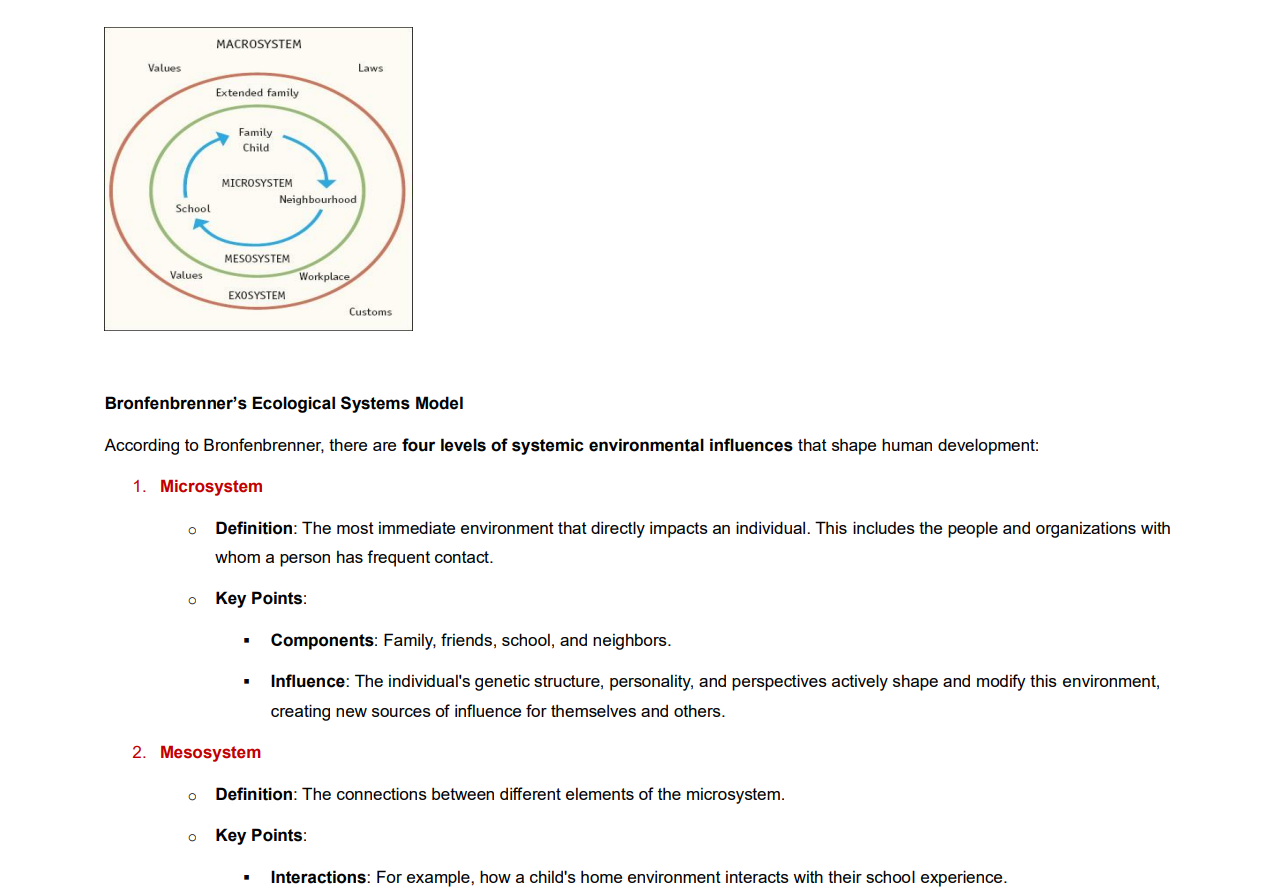 MACROSYSTEM
Values Laws
Extended family
Family
Child
MICROSYSTEM
Neighbourhood
School
MESOSYSTEM
Values Workplace
EXOSYSTEM
Customs
Bronfenbrenner’s Ecological Systems Model
According to Bronfenbrenner, there are four levels of systemic environmental influences that shape human development:
1. Microsystem
o Definition: The most immediate environment that directly impacts an individual. This includes the people and organizations with
whom a person has frequent contact.
o Key Points:
▪ Components: Family, friends, school, and neighbors.
▪ Influence: The individual's genetic structure, personality, and perspectives actively shape and modify this environment,
creating new sources of influence for themselves and others.
2. Mesosystem
o Definition: The connections between different elements of the microsystem.
o Key Points:
▪ Interactions: For example, how a child's home environment interacts with their school experience.